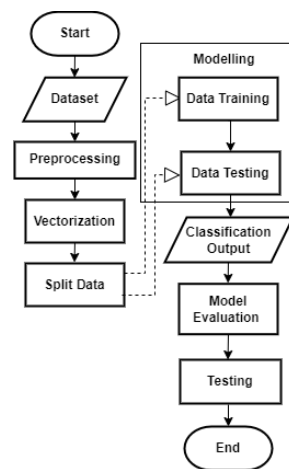 Start
Dataset
Preprocessing
Vectorization
Split Data
Modelling
Data Training
Data Testing
Classification
Output
Model
Evaluation
Testing
End